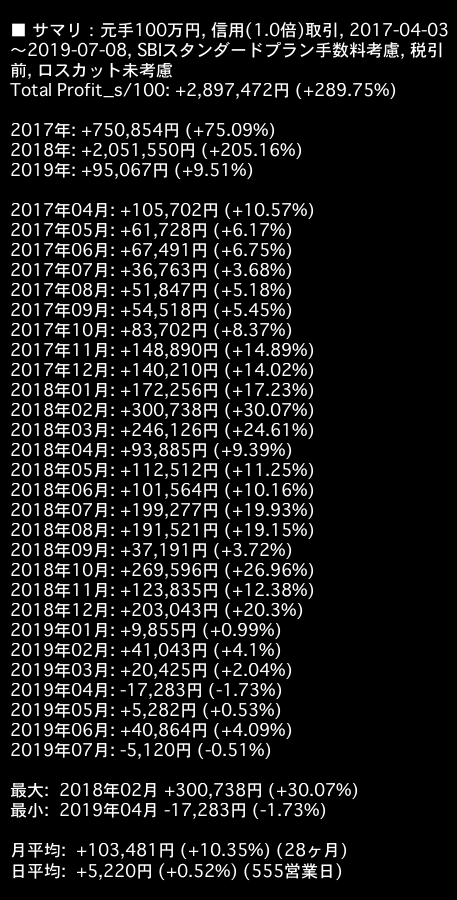 ■ サマリ：元手100万円, 信用(1.0倍)取引, 2017-04-03
〜2019-07-08, SBIスタンダードプラン手数料考慮, 税引
前, ロスカット未考慮
Total Profit_s/100: +2,897,472円 (+289.75%)
2017年: +750,854円 (+75.09%)
2018年: +2,051,550円 (+205.16%)
2019年: +95,067円 (+9.51%)
2017年04月: +105,702円 (+10.57%)
2017年05月: +61,728円 (+6.17%)
2017年06月: +67,491円 (+6.75%)
2017年07月: +36,763円 (+3.68%)
2017年08月: +51,847円 (+5.18%)
2017年09月: +54,518円 (+5.45%)
2017年10月: +83,702円 (+8.37%)
2017年11月: +148,890円 (+14.89%)
2017年12月: +140,210円 (+14.02%)
2018年01月: +172,256円 (+17.23%)
2018年02月: +300,738円 (+30.07%)
2018年03月: +246,126円 (+24.61%)
2018年04月: +93,885円 (+9.39%)
2018年05月: +112,512円 (+11.25%)
2018年06月: +101,564円 (+10.16%)
2018年07月: +199,277円 (+19.93%)
2018年08月: +191,521円 (+19.15%)
2018年09月: +37,191円 (+3.72%)
2018年10月: +269,596円 (+26.96%)
2018年11月: +123,835円 (+12.38%)
2018年12月: +203,043円 (+20.3%)
2019年01月: +9,855円 (+0.99%)
2019年02月: +41,043円 (+4.1%)
2019年03月: +20,425円 (+2.04%)
2019年04月: -17,283円 (-1.73%)
2019年05月: +5,282円 (+0.53%)
2019年06月: +40,864円 (+4.09%)
2019年07月: -5,120円 (-0.51%)
最大: 2018年02月 +300,738円 (+30.07%)
最小: 2019年04月 -17,283円 (-1.73%)
月平均: +103,481円 (+10.35%) (28ヶ月)
日平均: +5,220円 (+0.52%) (555営業日)